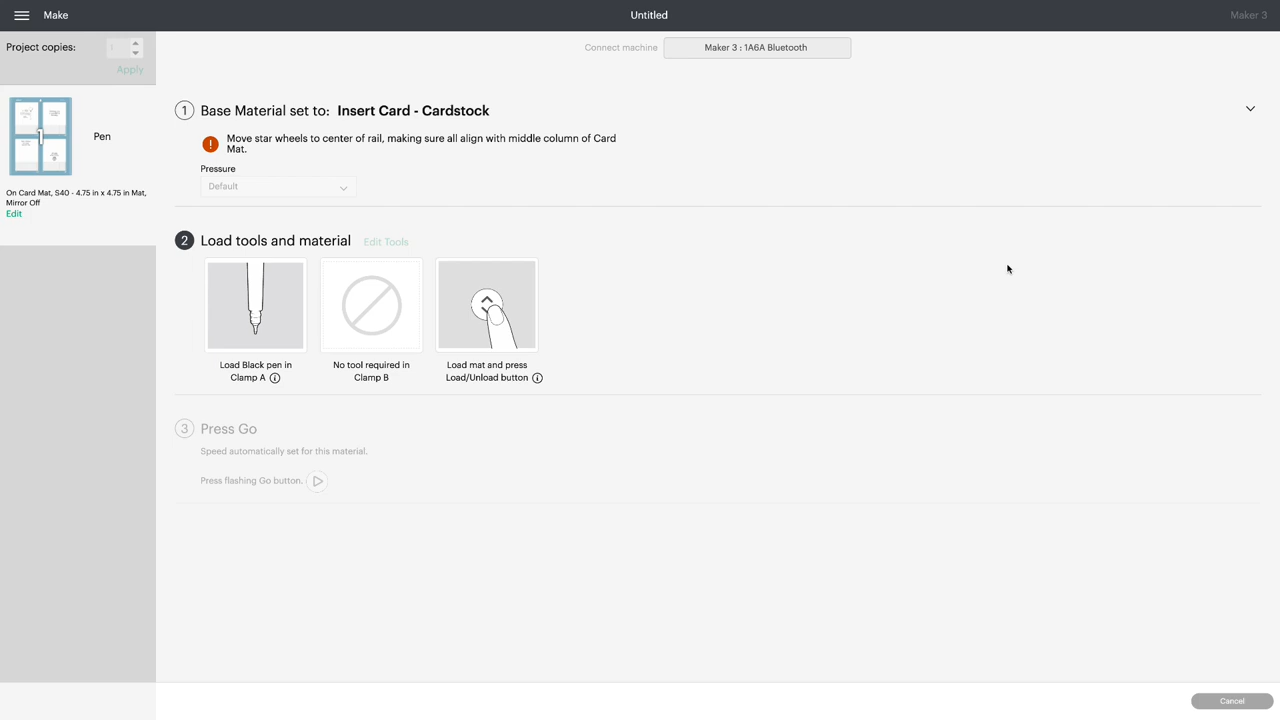 Make
Untitled
Maker 3
Project copies:
Apply
Connect machine
Maker 3 : 1A6A Bluetooth
1
Pen
On Card Mat, S40 - 4.75 in x 4.75 in Mat,
Mirror Off
Edit
1 Base Material set to: Insert Card - Cardstock
! Move star wheels to center of rail, making sure all align with middle column of Card
Mat.
Pressure
Default
2 Load tools and material Edit Tools
Load Black pen in
Clamp A i
No tool required in
Clamp B
Load mat and press
Load/Unload button i
3 Press Go
Speed automatically set for this material.
Press flashing Go button.
Cancel